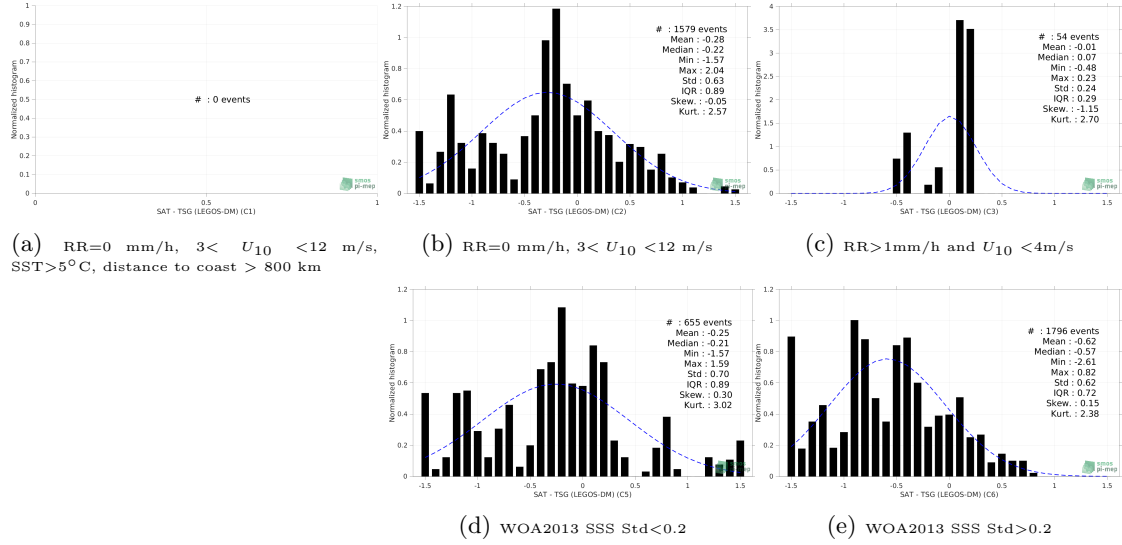 1
0.9
0.8
0.7
0.6
0.5
0.4
0.3
0.2
0.1
0
Normalized histogram
# : 0 events
0 0.5 1
SAT - TSG (LEGOS-DM) (C1)
smos
pi-mep
(a) RR=0 mm/h, 3< U10 <12 m/s,
SST>5°C, distance to coast > 800 km
1.2
1
0.8
0.6
0.4
0.2
0
Normalized histogram
# : 1579 events
Mean : -0.28
Median : -0.22
Min : -1.57
Max : 2.04
Std : 0.63
IQR : 0.89
Skew. : -0.05
Kurt. : 2.57
-1.5 -1 -0.5 0 0.5 1 1.5
SAT - TSG (LEGOS-DM) (C2)
smos
pi-mep
(b) RR=0 mm/h, 3< U10 <12 m/s
4
3.5
3
2.5
2
1.5
1
0.5
0
Normalized histogram
# : 54 events
Mean : -0.01
Median : 0.07
Min : -0.48
Max : 0.23
Std : 0.24
IQR : 0.29
Skew. : -1.15
Kurt. : 2.70
-1.5 -1 -0.5 0 0.5 1 1.5
SAT - TSG (LEGOS-DM) (C3)
smos
pi-mep
(c) RR>1mm/h and U10 <4m/s
1.2
1
0.8
0.6
0.4
0.2
0
Normalized histogram
# : 655 events
Mean : -0.25
Median : -0.21
Min : -1.57
Max : 1.59
Std : 0.70
IQR : 0.89
Skew. : 0.30
Kurt. : 3.02
-1.5 -1 -0.5 0 0.5 1 1.5
SAT - TSG (LEGOS-DM) (C5)
smos
pi-mep
(d) WOA2013 SSS Std<0.2
1.2
1
0.8
0.6
0.4
0.2
0
Normalized histogram
# : 1796 events
Mean : -0.62
Median : -0.57
Min : -2.61
Max : 0.82
Std : 0.62
IQR : 0.72
Skew. : 0.15
Kurt. : 2.38
-1.5 -1 -0.5 0 0.5 1 1.5
SAT - TSG (LEGOS-DM) (C6)
smos
pi-mep
(e) WOA2013 SSS Std>0.2